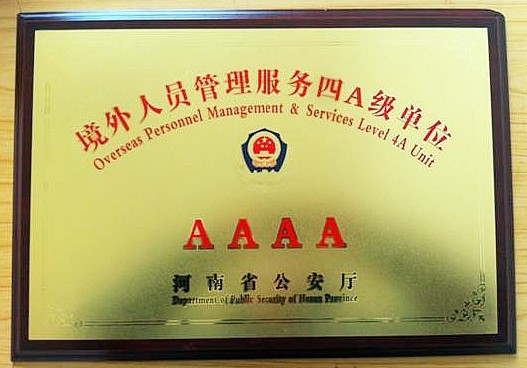 境外人员管理服务四A级单位
Overseas Personnel Management & Services Level 4A Unit
AAAA
河南省公安厅
Department of Public Security of Henan Province